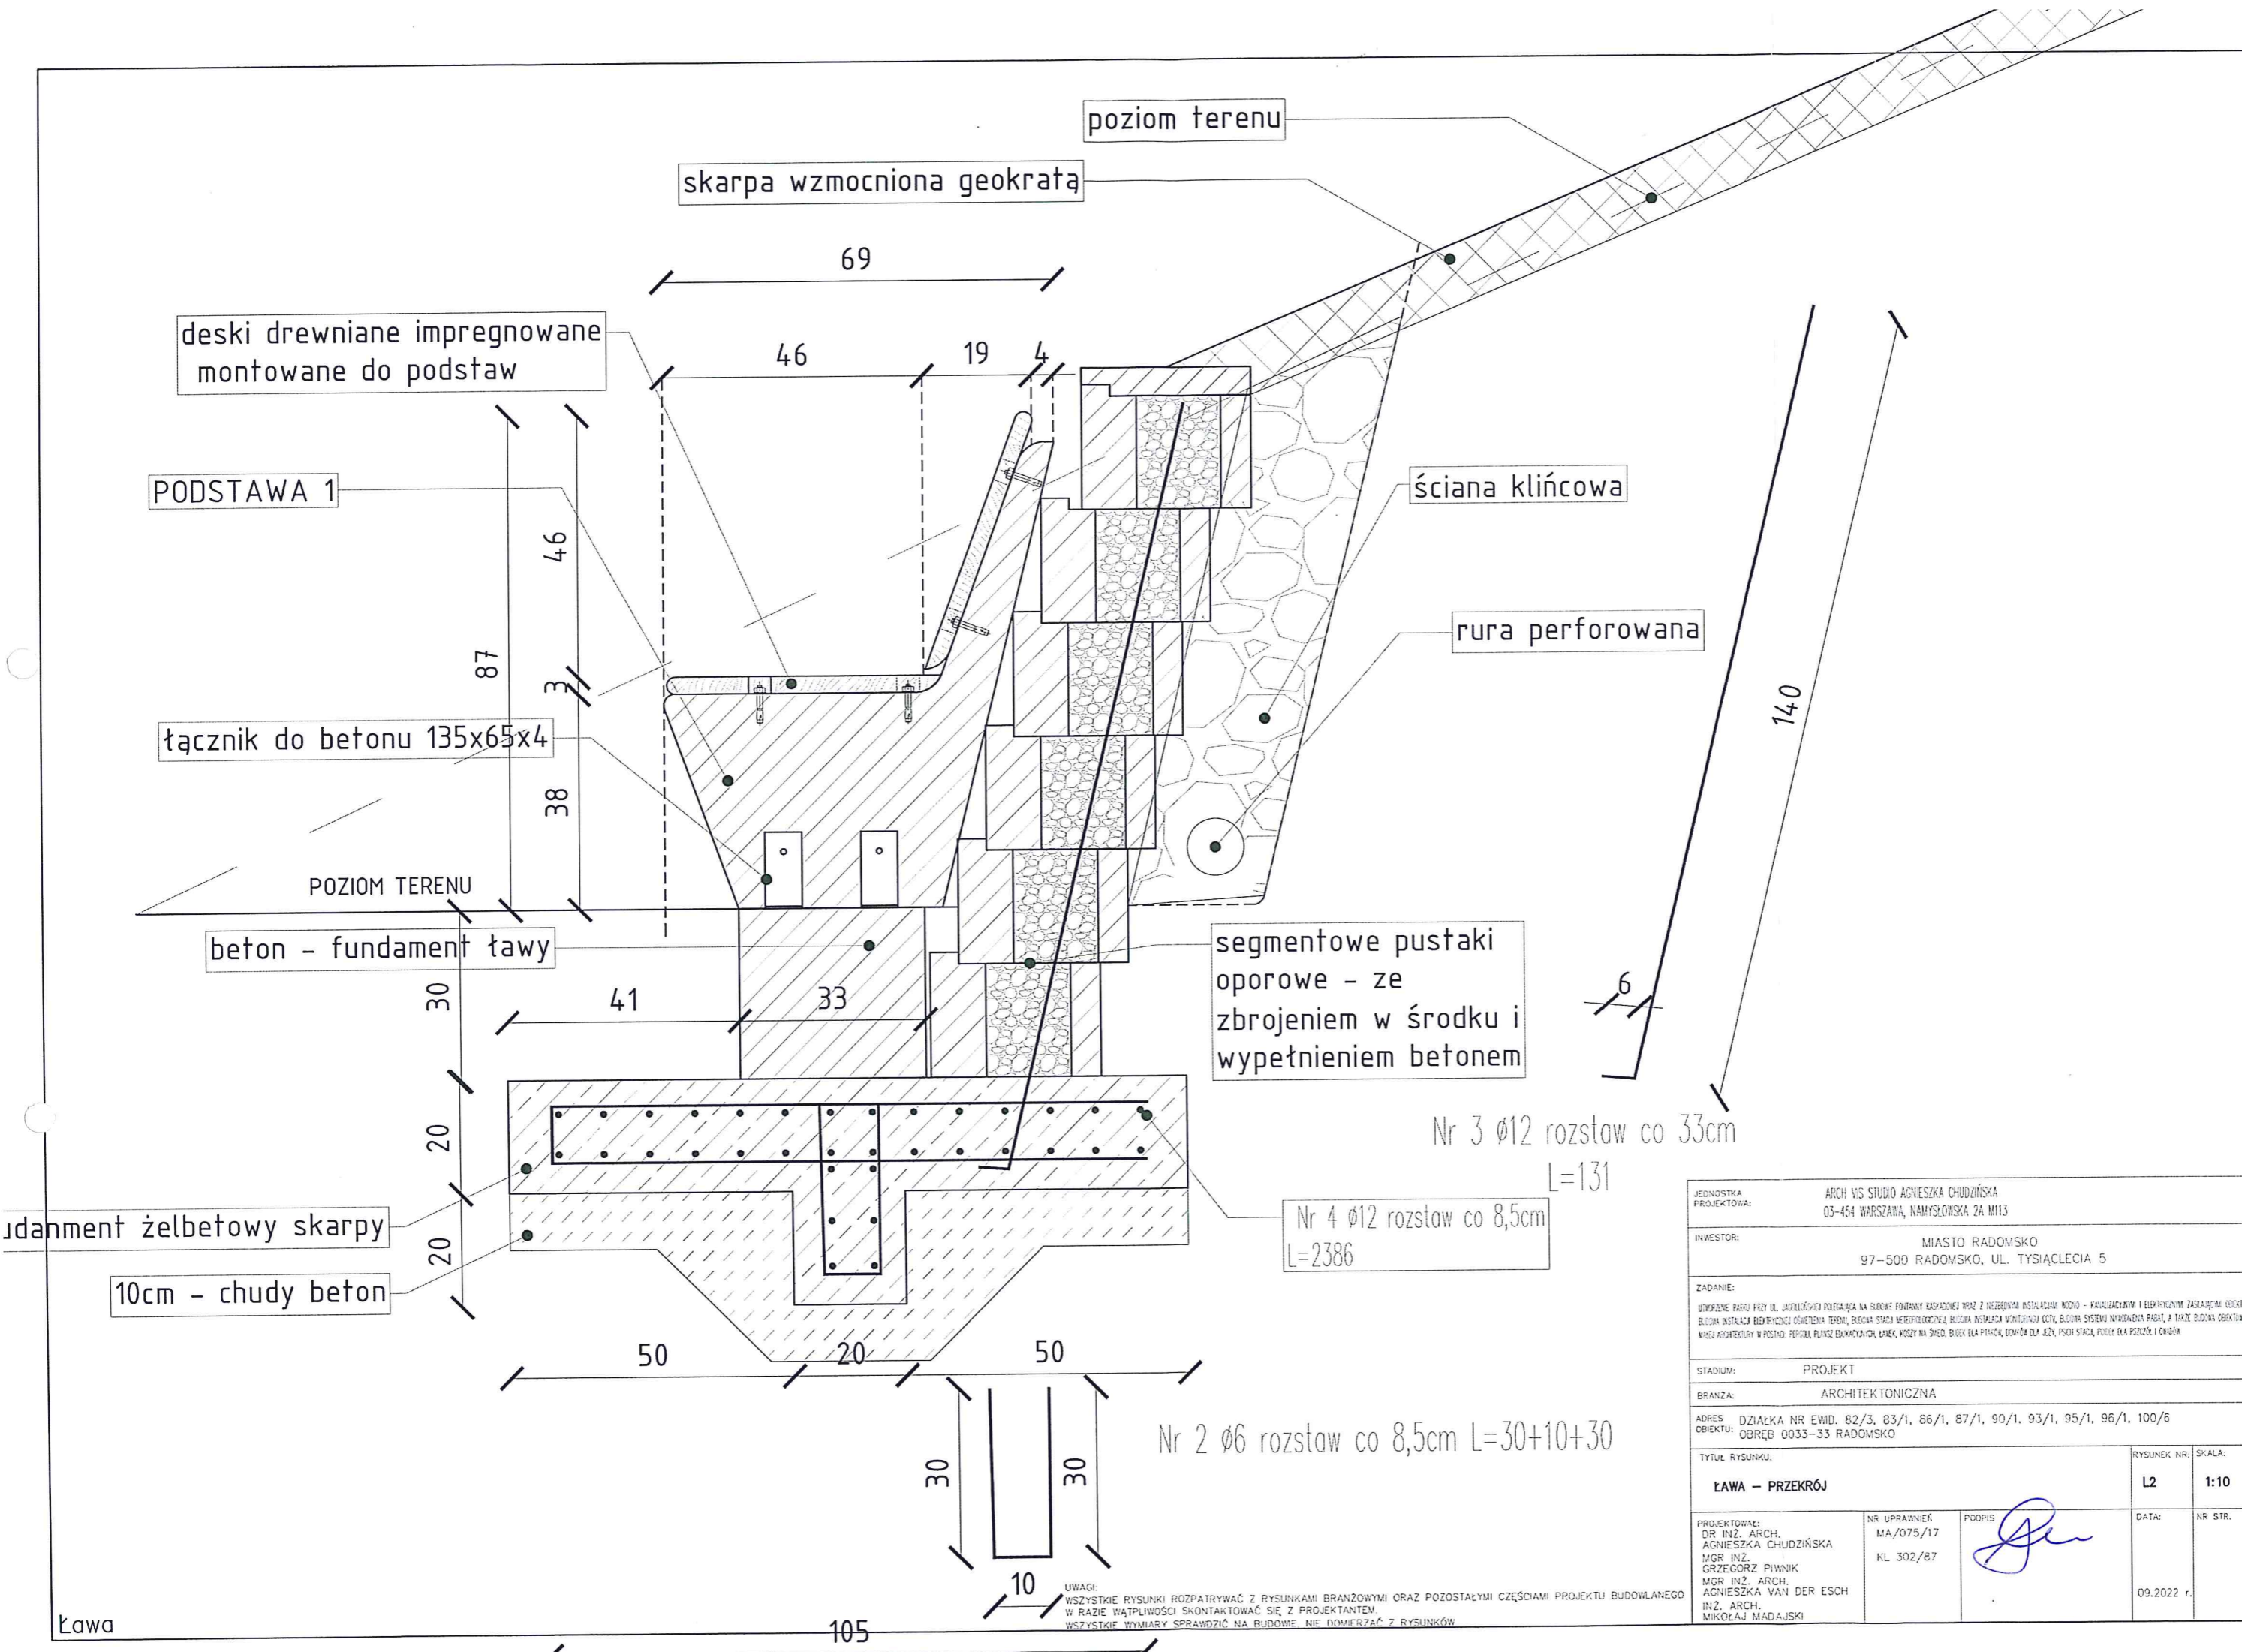 poziom terenu
skarpa wzmocniona geokratą
69
deski drewniane impregnowane
montowane do podstaw
46
19
4
PODSTAWA 1
ściana klińcowa
46
87
3
rura perforowana
140
łącznik do betonu 135x65x4
38
POZIOM TERENU
beton – fundament ławy
segmentowe pustaki
oporowe – ze
zbrojeniem w środku i
wypełnieniem betonem
30
41
33
6
20
Nr 3 ø12 rozstaw co 33cm
L=131
udanment żelbetowy skarpy
Nr 4 ø12 rozstaw co 8,5cm
L=2386
20
10cm – chudy beton
50
20
50
Nr 2 ø6 rozstaw co 8,5cm L=30+10+30
30
30
10
105
Ława
UWAGI:
WSZYSTKIE RYSUNKI ROZPATRYWAĆ Z RYSUNKAMI BRANŻOWYMI ORAZ POZOSTAŁYMI CZĘŚCIAMI PROJEKTU BUDOWLANEGO
W RAZIE WĄTPLIWOŚCI SKONTAKTOWAĆ SIĘ Z PROJEKTANTEM.
WSZYSTKIE WYMIARY SPRAWDZIĆ NA BUDOWIE. NIE DOMIERZAĆ Z RYSUNKÓW
JEDNOSTKA PROJEKTOWA:
ARCH VIS STUDIO AGNIESZKA CHUDZIŃSKA
03-454 WARSZAWA, NAMYSŁOWSKA 2A M113
INWESTOR:
MIASTO RADOMSKO
97-500 RADOMSKO, UL. TYSIĄCLECIA 5
ZADANIE:
STADIUM: PROJEKT
BRANŻA: ARCHITEKTONICZNA
ADRES OBIEKTU:
DZIAŁKA NR EWID. 82/3, 83/1, 86/1, 87/1, 90/1, 93/1, 95/1, 96/1, 100/6
OBRĘB 0033-33 RADOMSKO
TYTUŁ RYSUNKU:
ŁAWA – PRZEKRÓJ
RYSUNEK NR:
L2
SKALA:
1:10
PROJEKTOWAŁ:
DR INŻ. ARCH.
AGNIESZKA CHUDZIŃSKA
MGR INŻ.
GRZEGORZ PIWNIK
MGR INŻ. ARCH.
AGNIESZKA VAN DER ESCH
INŻ. ARCH.
MIKOŁAJ MADAJSKI
NR UPRAWNIEŃ
MA/075/17
KL 302/87
PODPIS
DATA:
09.2022 r.
NR STR.